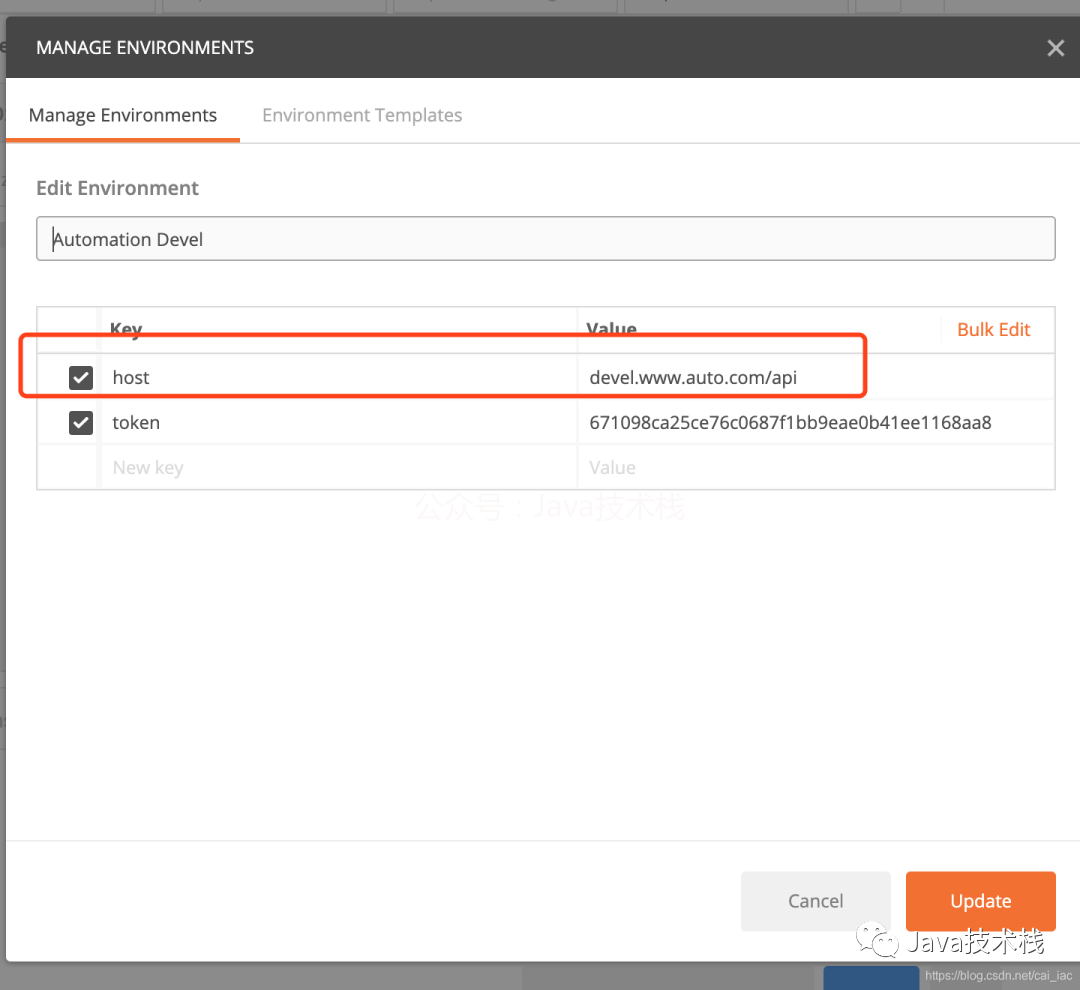 MANAGE ENVIRONMENTS
Manage Environments Environment Templates
Edit Environment
Automation Devel
Key Value Bulk Edit
host devel.www.auto.com/api
token 671098ca25ce76c0687f1bb9eae0b41ee1168aa8
New key Value
公众号：Java技术栈
Cancel Update
Java技术栈
https://blog.csdn.net/cai_iac